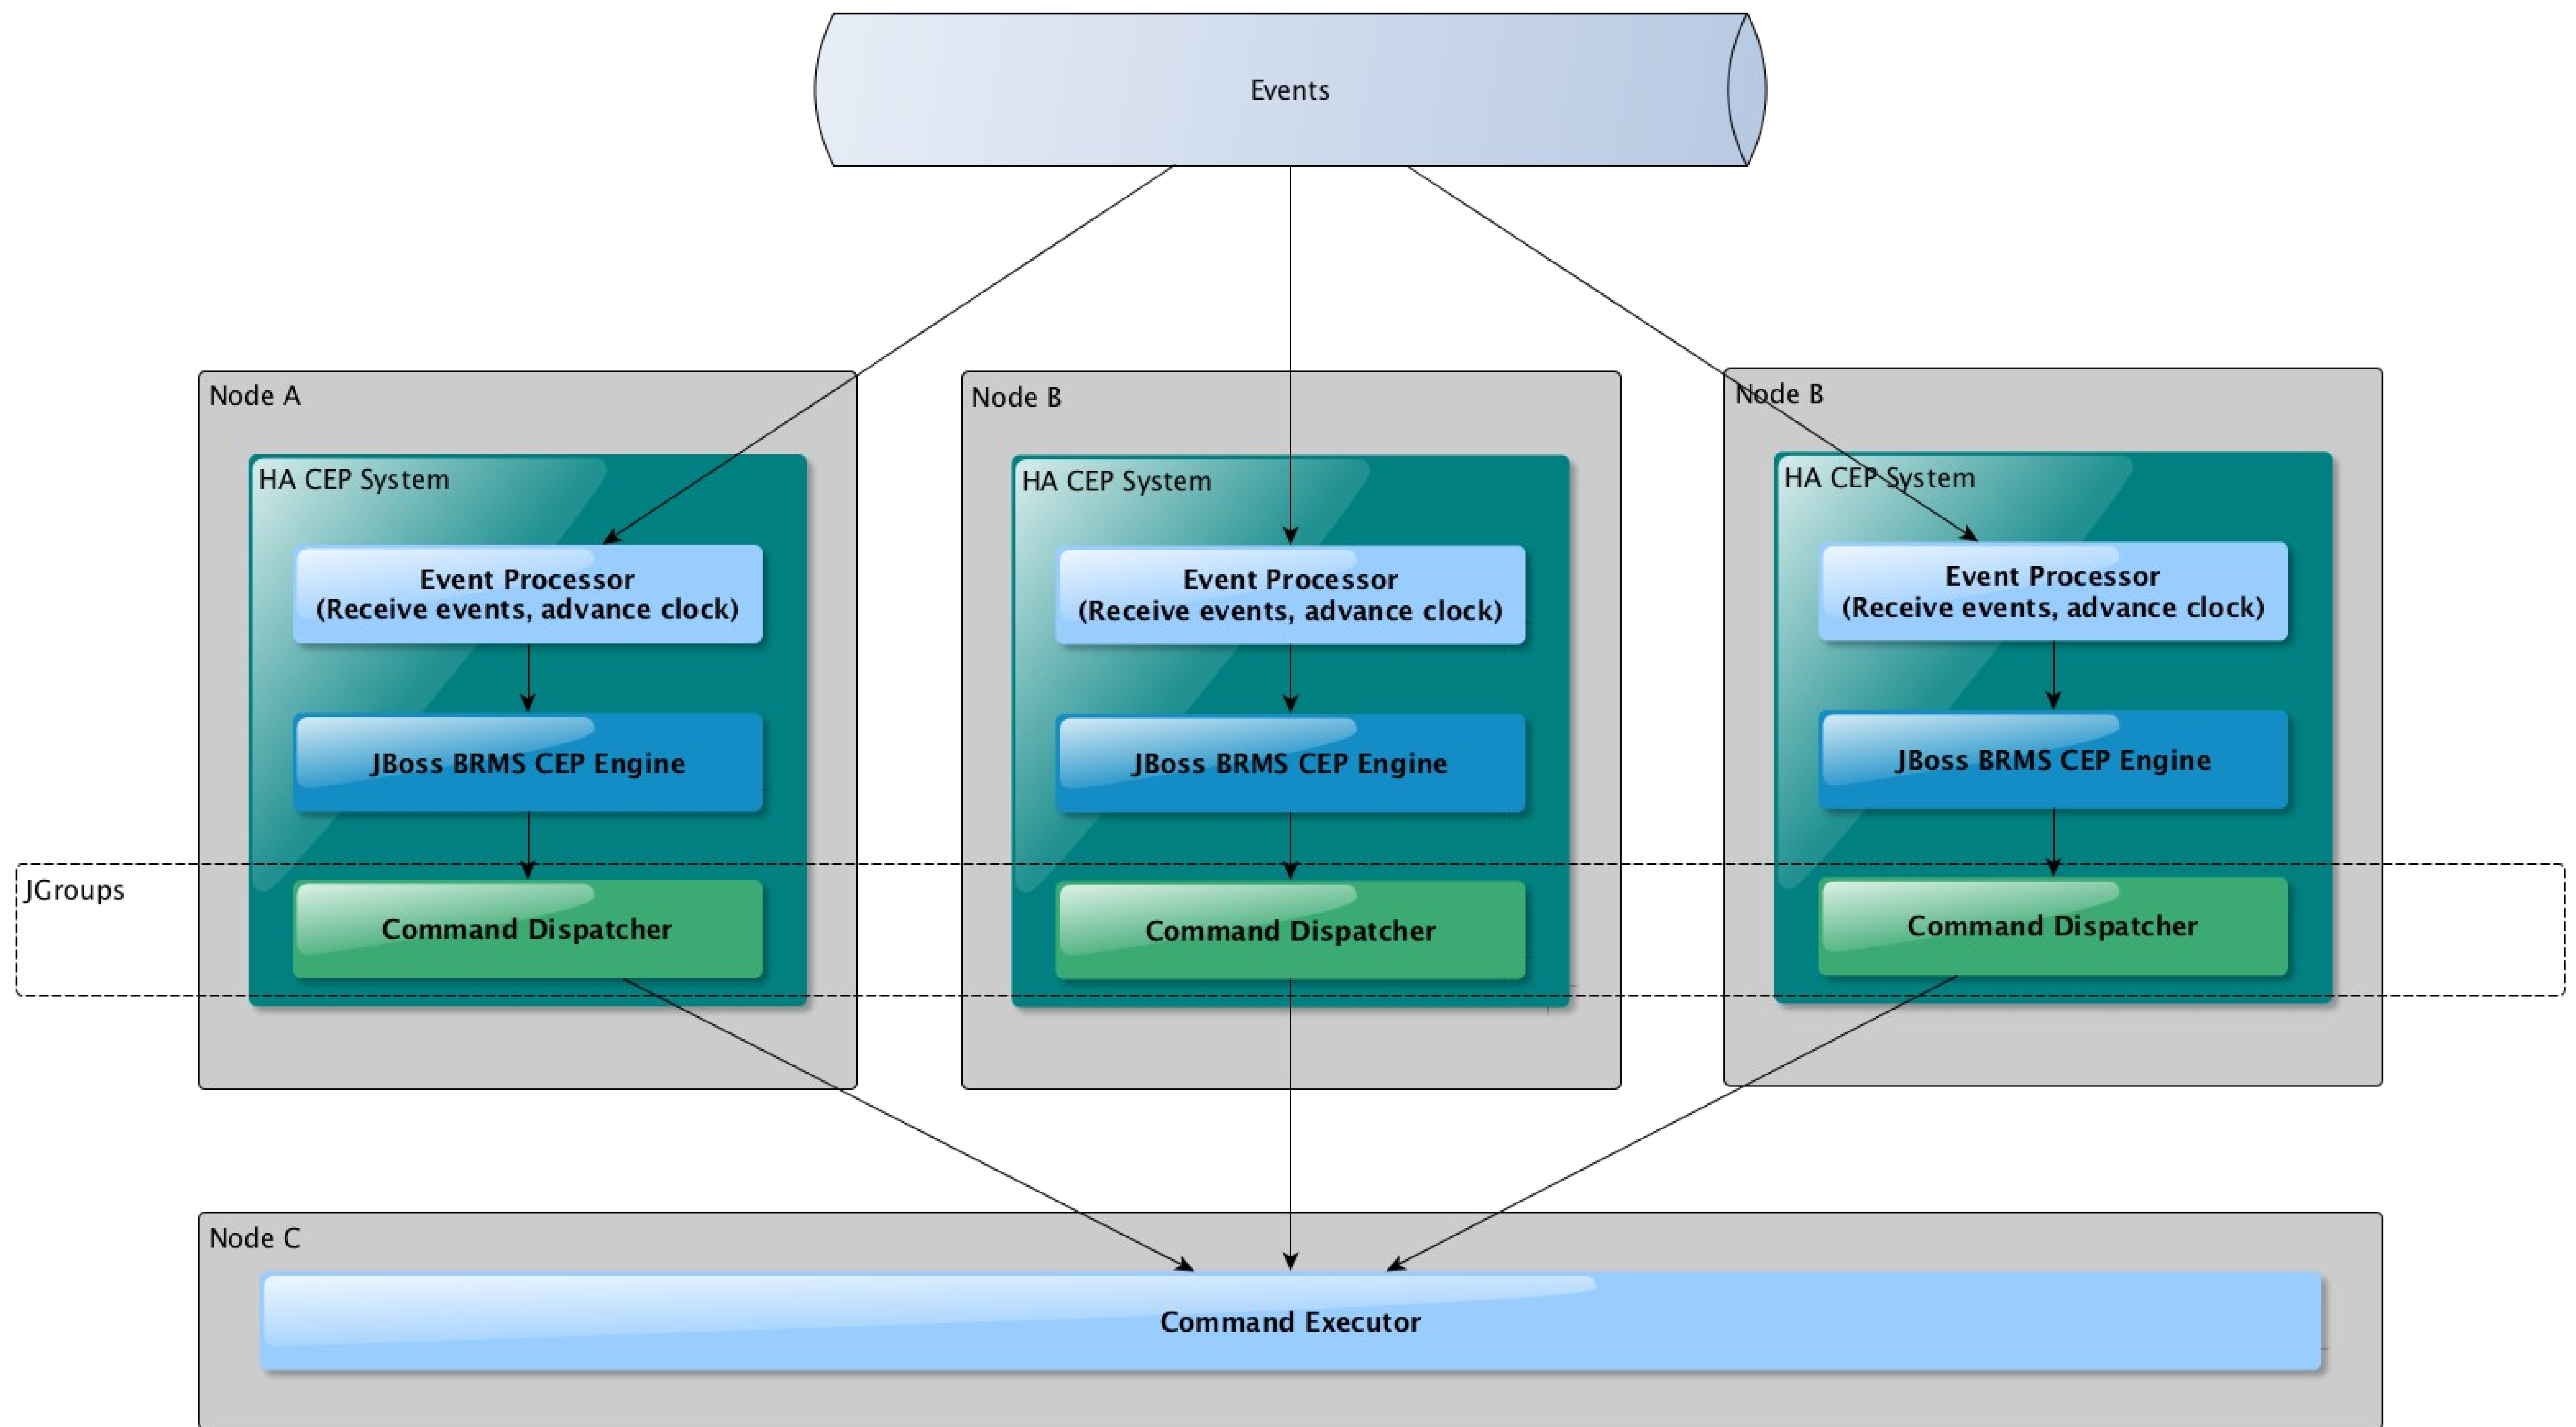 Events
Node A
HA CEP System
Event Processor
(Receive events, advance clock)
JBoss BRMS CEP Engine
Command Dispatcher
Node B
HA CEP System
Event Processor
(Receive events, advance clock)
JBoss BRMS CEP Engine
Command Dispatcher
Node B
HA CEP System
Event Processor
(Receive events, advance clock)
JBoss BRMS CEP Engine
Command Dispatcher
JGroups
Node C
Command Executor